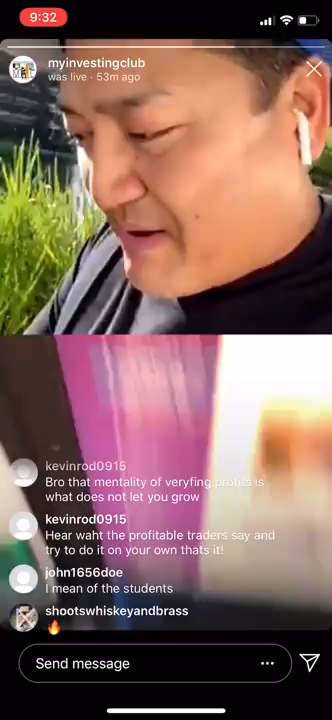 9:32
myinvestingclub
was live · 53m ago
kevinrod0915
Bro that mentality of veryfing profits is
what does not let you grow
kevinrod0915
Hear waht the profitable traders say and
try to do it on your own thats it!
john1656doe
I mean of the students
shootswhiskeyandbrass
🔥
Send message